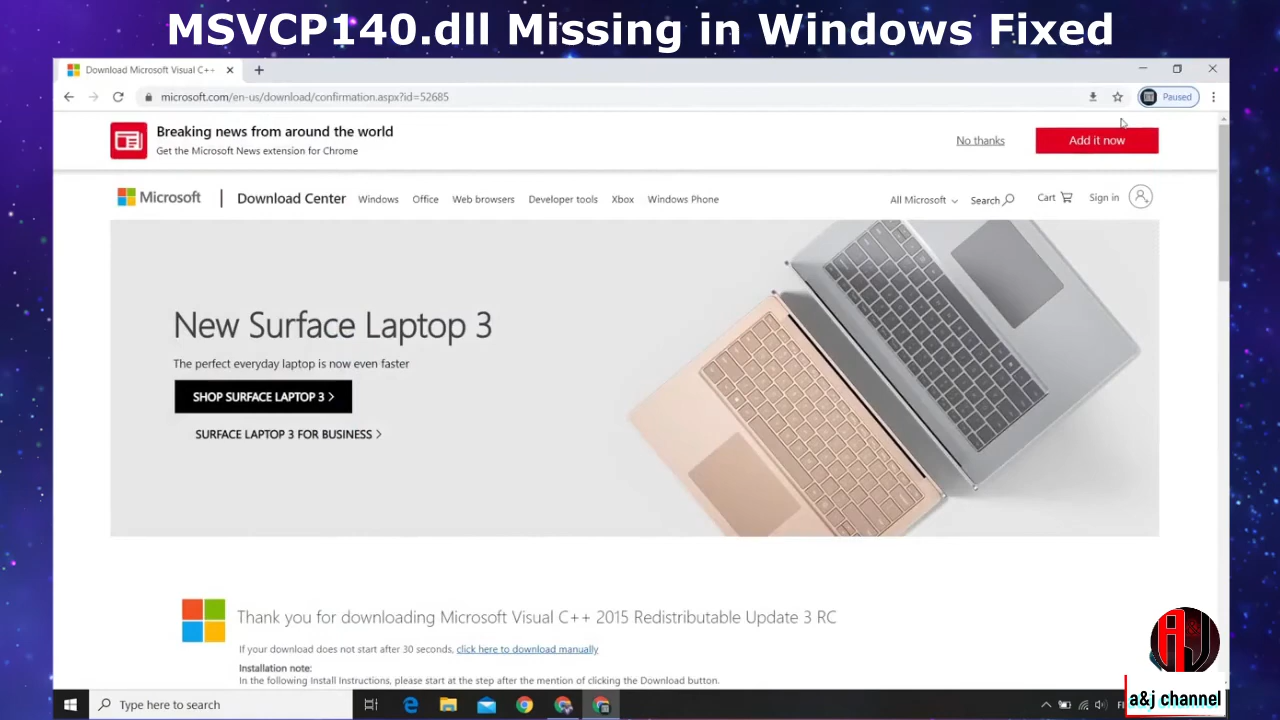 MSVCP140.dll Missing in Windows Fixed
Download Microsoft Visual C++
microsoft.com/en-us/download/confirmation.aspx?id=52685
Paused
Breaking news from around the world
Get the Microsoft News extension for Chrome
No thanks
Add it now
Microsoft | Download Center Windows Office Web browsers Developer tools Xbox Windows Phone All Microsoft Search Cart Sign in
New Surface Laptop 3
The perfect everyday laptop is now even faster
SHOP SURFACE LAPTOP 3 >
SURFACE LAPTOP 3 FOR BUSINESS >
Thank you for downloading Microsoft Visual C++ 2015 Redistributable Update 3 RC
If your download does not start after 30 seconds, click here to download manually
Installation note:
In the following Install Instructions, please start at the step after the mention of clicking the Download button.
AJ
a&j channel
Type here to search